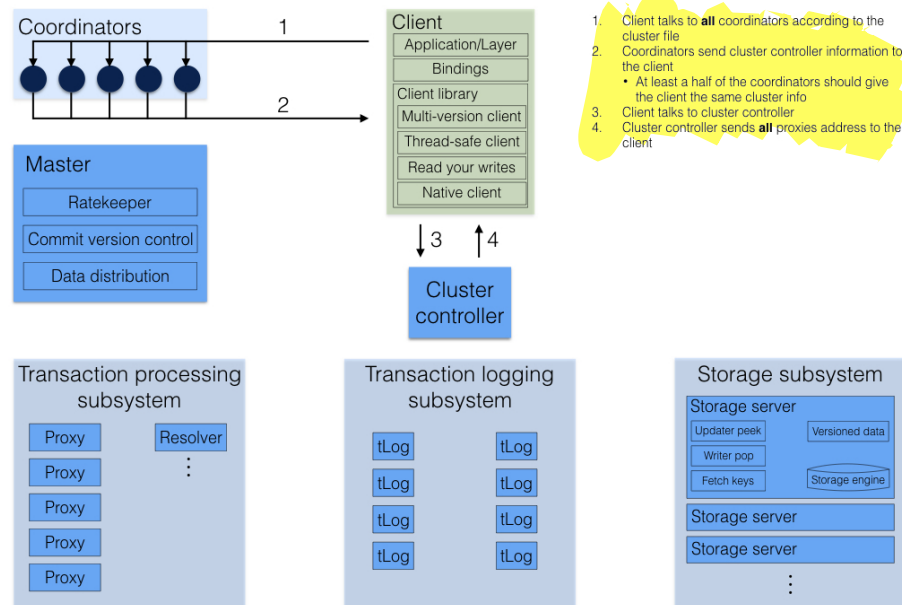 Coordinators
1
2
Client
Application/Layer
Bindings
Client library
Multi-version client
Thread-safe client
Read your writes
Native client
1. Client talks to all coordinators according to the
cluster file
2. Coordinators send cluster controller information to
the client
• At least a half of the coordinators should give
the client the same cluster info
3. Client talks to cluster controller
4. Cluster controller sends all proxies address to the
client
Master
Ratekeeper
Commit version control
Data distribution
3
4
Cluster
controller
Transaction processing
subsystem
Proxy
Resolver
⋮
Proxy
Proxy
Proxy
Proxy
Transaction logging
subsystem
tLog
tLog
tLog
tLog
tLog
tLog
tLog
tLog
Storage subsystem
Storage server
Updater peek
Versioned data
Writer pop
Fetch keys
Storage engine
Storage server
Storage server
⋮